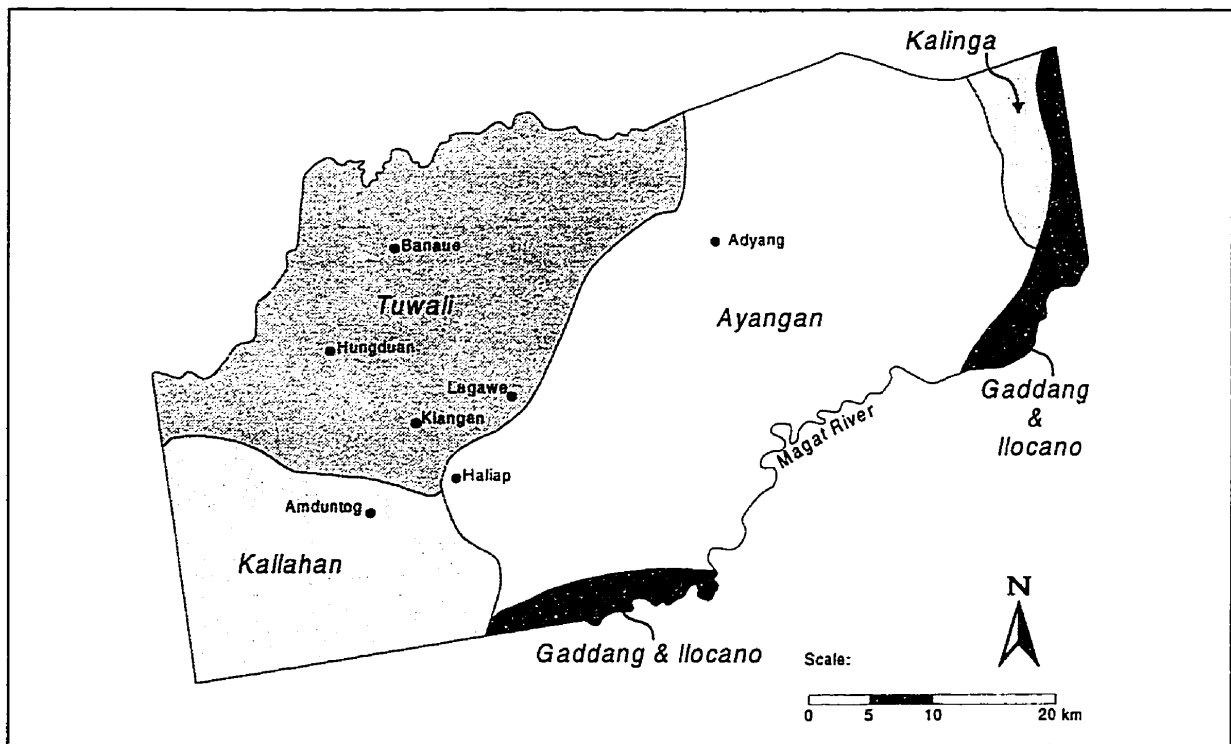 Kalinga
Banaue
Adyang
Tuwali
Ayangan
Hungduan
Lagawe
Gaddang
&
Ilocano
Kiangan
Magat River
Haliap
Amduntog
Kallahan
N
Gaddang & Ilocano
Scale:
0 5 10 20 km